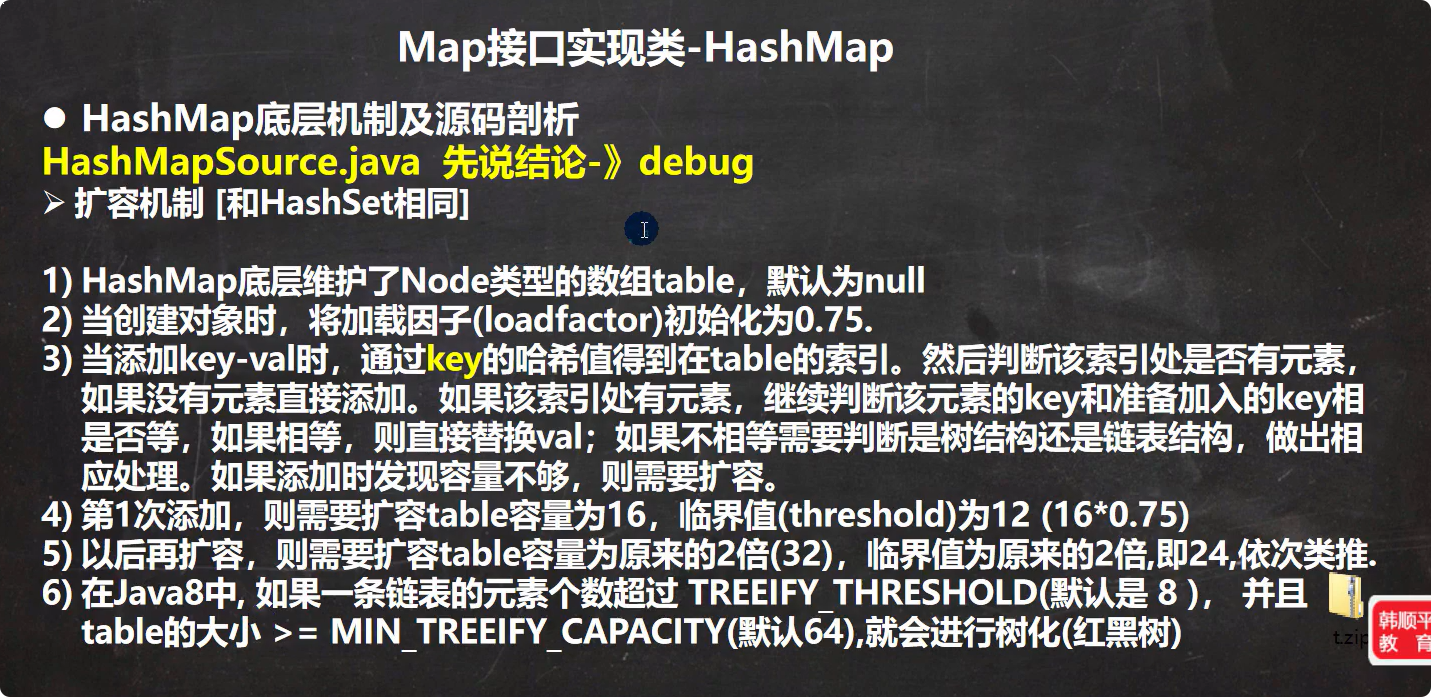 Map接口实现类-HashMap
● HashMap底层机制及源码剖析
HashMapSource.java 先说结论-》debug
➢ 扩容机制 [和HashSet相同]
1) HashMap底层维护了Node类型的数组table，默认为null
2) 当创建对象时，将加载因子(loadfactor)初始化为0.75.
3) 当添加key-val时，通过key的哈希值得到在table的索引。然后判断该索引处是否有元素，
如果没有元素直接添加。如果该索引处有元素，继续判断该元素的key和准备加入的key相
是否等，如果相等，则直接替换val；如果不相等需要判断是树结构还是链表结构，做出相
应处理。如果添加时发现容量不够，则需要扩容。
4) 第1次添加，则需要扩容table容量为16，临界值(threshold)为12 (16*0.75)
5) 以后再扩容，则需要扩容table容量为原来的2倍(32)，临界值为原来的2倍,即24,依次类推.
6) 在Java8中, 如果一条链表的元素个数超过 TREEIFY_THRESHOLD(默认是 8 )， 并且
table的大小 >= MIN_TREEIFY_CAPACITY(默认64),就会进行树化(红黑树)
t.zip
韩顺平
教 育